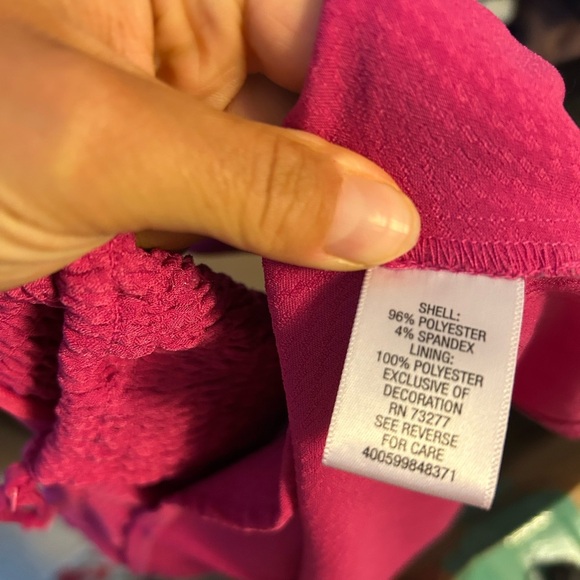 SHELL:
96% POLYESTER
4% SPANDEX
LINING:
100% POLYESTER
EXCLUSIVE OF
DECORATION
RN 73277
SEE REVERSE
FOR CARE
400599848371